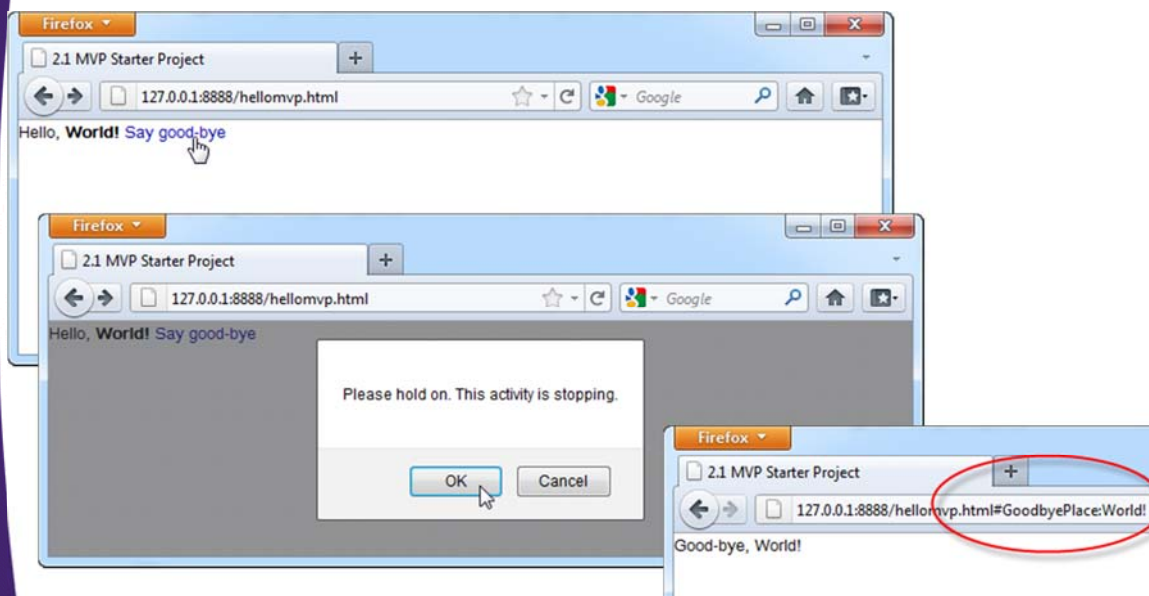 Firefox
2.1 MVP Starter Project
127.0.0.1:8888/hellomvp.html
Google
Hello, World! Say good-bye
Firefox
2.1 MVP Starter Project
127.0.0.1:8888/hellomvp.html
Google
Hello, World! Say good-bye
Please hold on. This activity is stopping.
OK Cancel
Firefox
2.1 MVP Starter Project
127.0.0.1:8888/hellomvp.html#GoodbyePlace:World!
Good-bye, World!